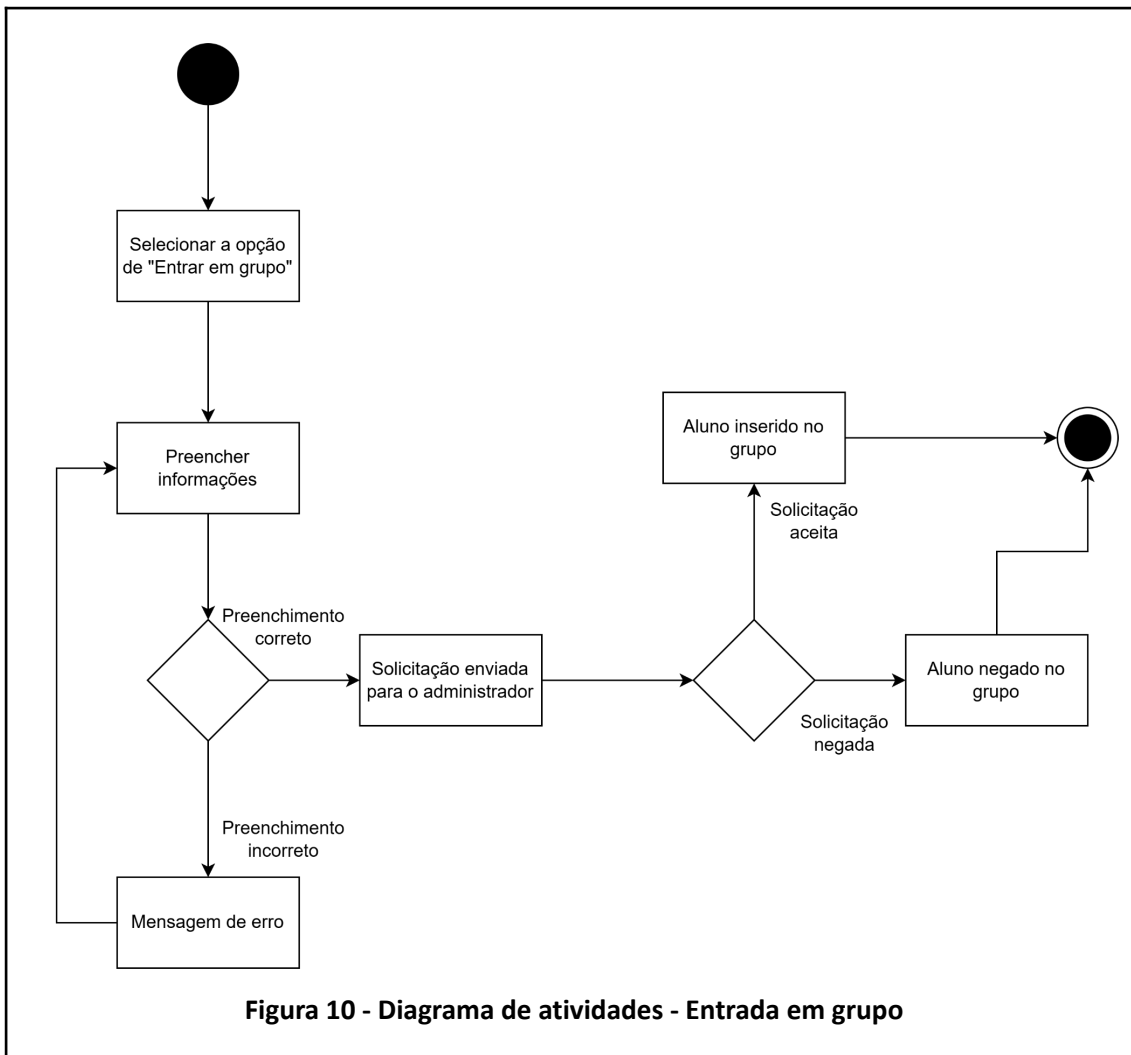 Selecionar a opção
de "Entrar em grupo"
Preencher
informações
Preenchimento
correto
Preenchimento
incorreto
Mensagem de erro
Solicitação enviada
para o administrador
Solicitação
aceita
Aluno inserido no
grupo
Solicitação
negada
Aluno negado no
grupo
Figura 10 - Diagrama de atividades - Entrada em grupo